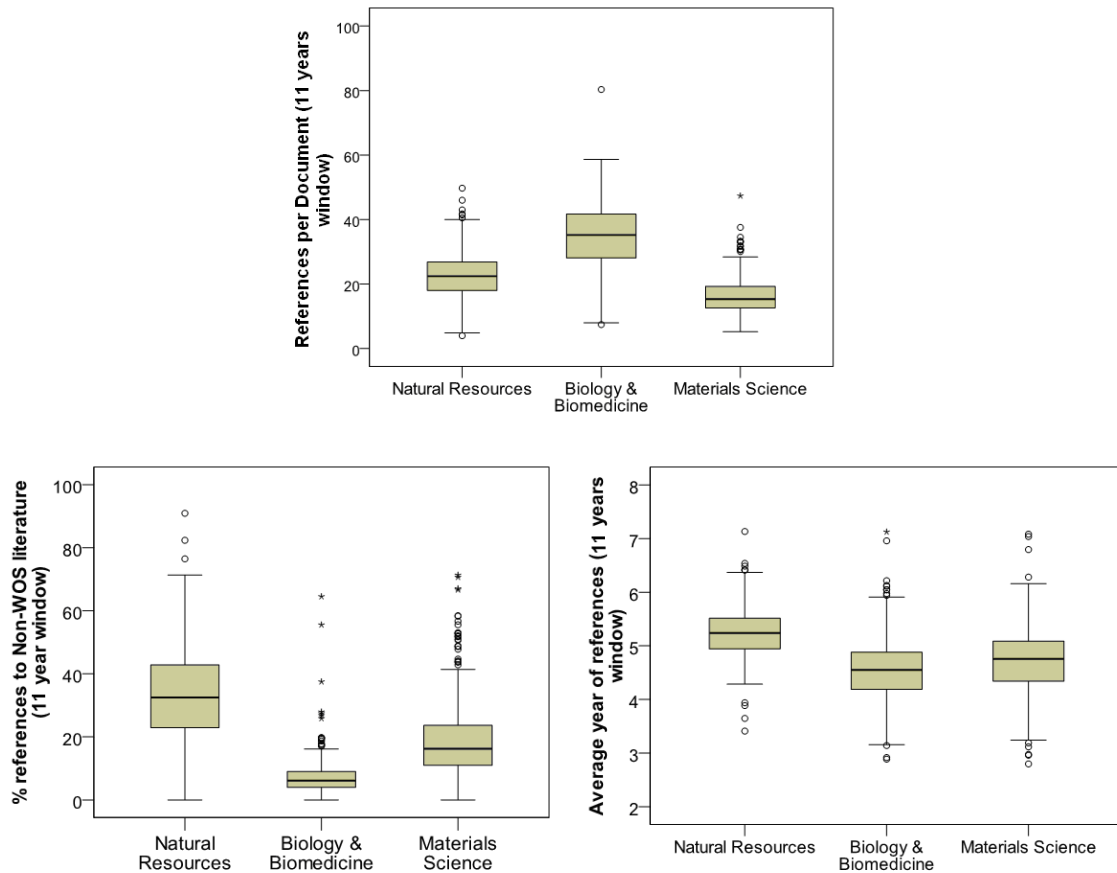 References per Document (11 years
window)
100
80
60
40
20
0
Natural Resources
Biology &
Biomedicine
Materials Science
% references to Non-WOS literature
(11 year window)
100
80
60
40
20
0
Natural
Resources
Biology &
Biomedicine
Materials
Science
Average year of references (11 years
window)
8
7
6
5
4
3
2
Natural Resources
Biology &
Biomedicine
Materials Science